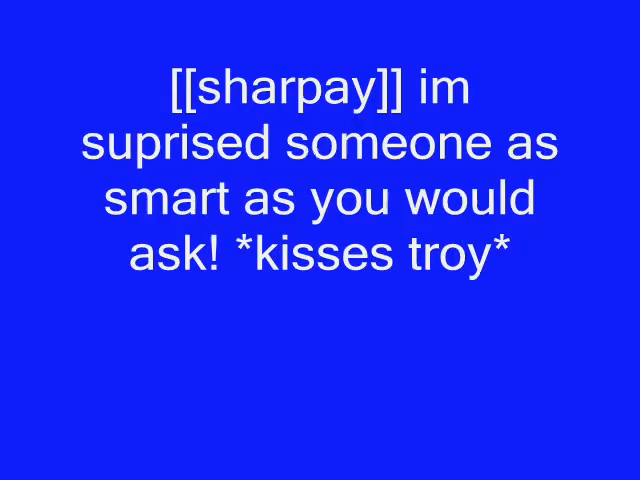 [[sharpay]] im
suprised someone as
smart as you would
ask! *kisses troy*